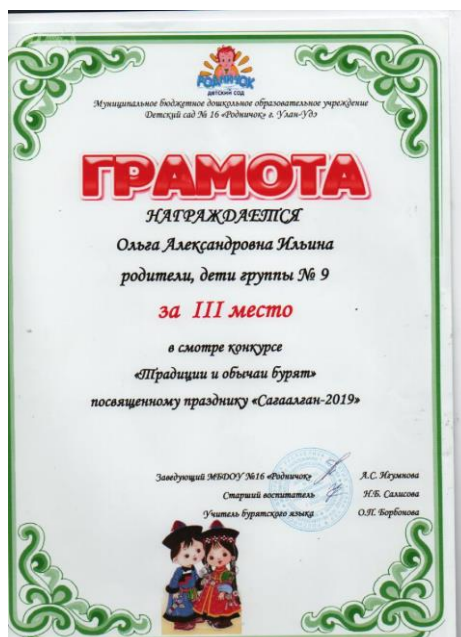 РОДНИЧОК
ДЕТСКИЙ САД
Муниципальное бюджетное дошкольное образовательное учреждение
Детский сад № 16 «Родничок» г. Улан-Удэ
ГРАМОТА
НАГРАЖДАЕТСЯ
Ольга Александровна Ильина
родители, дети группы № 9
за III место
в смотре конкурсе
«Традиции и обычаи бурят»
посвященному празднику «Сагаалган-2019»
Заведующий МБДОУ №16 «Родничок» А.С. Игумнова
Старший воспитатель Н.Б. Салисова
Учитель бурятского языка О.П. Борбонова